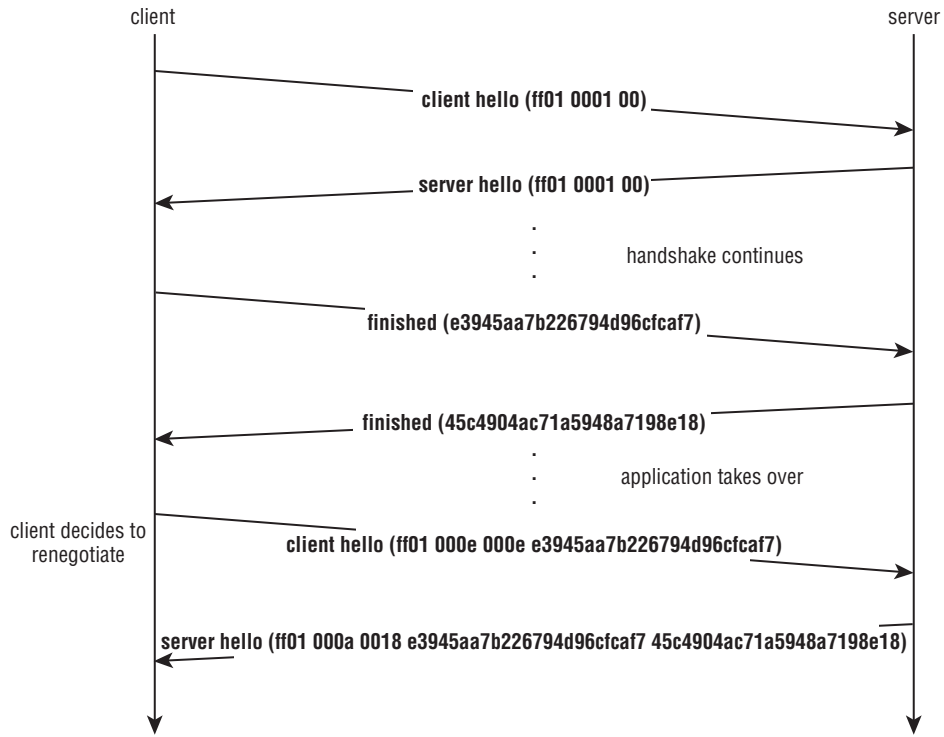 client
server
client hello (ff01 0001 00)
server hello (ff01 0001 00)
handshake continues
finished (e3945aa7b226794d96cfcaf7)
finished (45c4904ac71a5948a7198e18)
application takes over
client decides to
renegotiate
client hello (ff01 000e 000e e3945aa7b226794d96cfcaf7)
server hello (ff01 000a 0018 e3945aa7b226794d96cfcaf7 45c4904ac71a5948a7198e18)